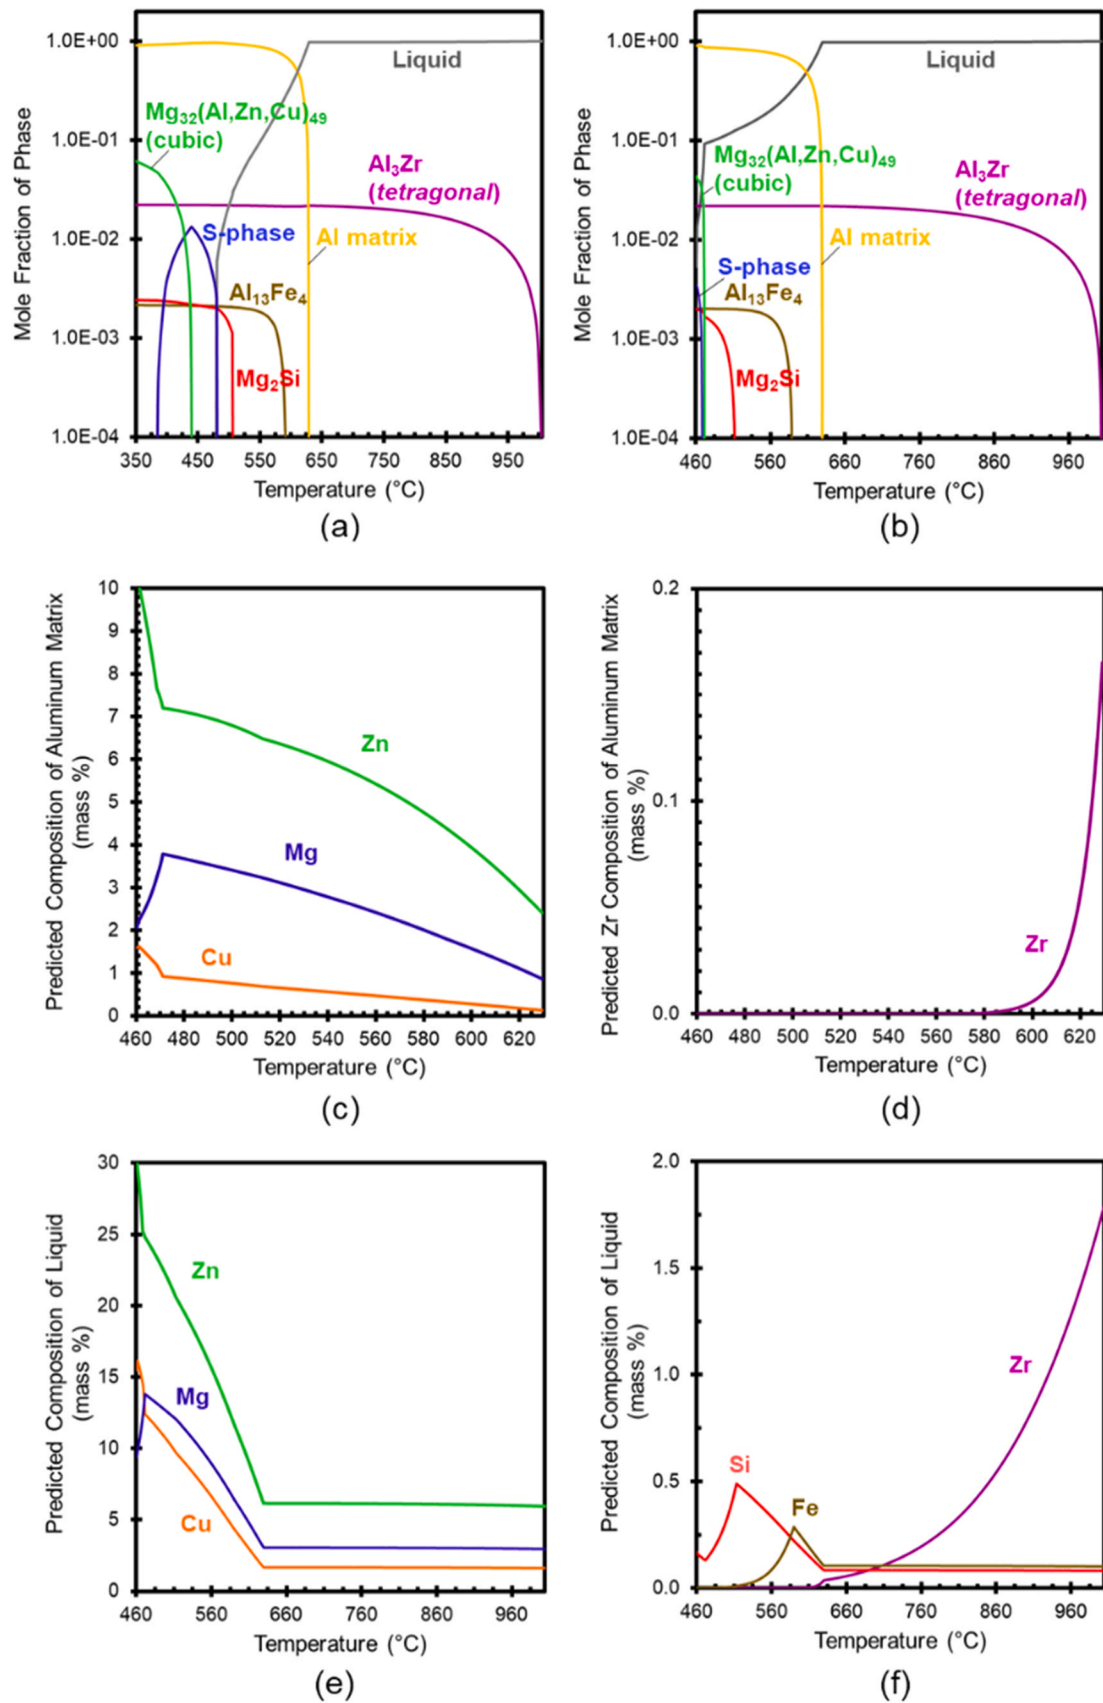 Mole Fraction of Phase
1.0E+00
1.0E-01
1.0E-02
1.0E-03
1.0E-04
Liquid
Mg32(Al,Zn,Cu)49
(cubic)
Al3Zr
(tetragonal)
S-phase
Al matrix
Al13Fe4
Mg2Si
350 450 550 650 750 850 950
Temperature (°C)
(a)
Mole Fraction of Phase
1.0E+00
1.0E-01
1.0E-02
1.0E-03
1.0E-04
Liquid
Mg32(Al,Zn,Cu)49
(cubic)
Al3Zr
(tetragonal)
Al matrix
S-phase
Al13Fe4
Mg2Si
460 560 660 760 860 960
Temperature (°C)
(b)
Predicted Composition of Aluminum Matrix
(mass %)
10
9
8
7
6
5
4
3
2
1
0
Zn
Mg
Cu
460 480 500 520 540 560 580 600 620
Temperature (°C)
(c)
Predicted Zr Composition of Aluminum Matrix
(mass %)
0.2
0.1
0.0
Zr
460 480 500 520 540 560 580 600 620
Temperature (°C)
(d)
Predicted Composition of Liquid
(mass %)
30
25
20
15
10
5
0
Zn
Mg
Cu
460 560 660 760 860 960
Temperature (°C)
(e)
Predicted Composition of Liquid
(mass %)
2.0
1.5
1.0
0.5
0.0
Zr
Si
Fe
460 560 660 760 860 960
Temperature (°C)
(f)